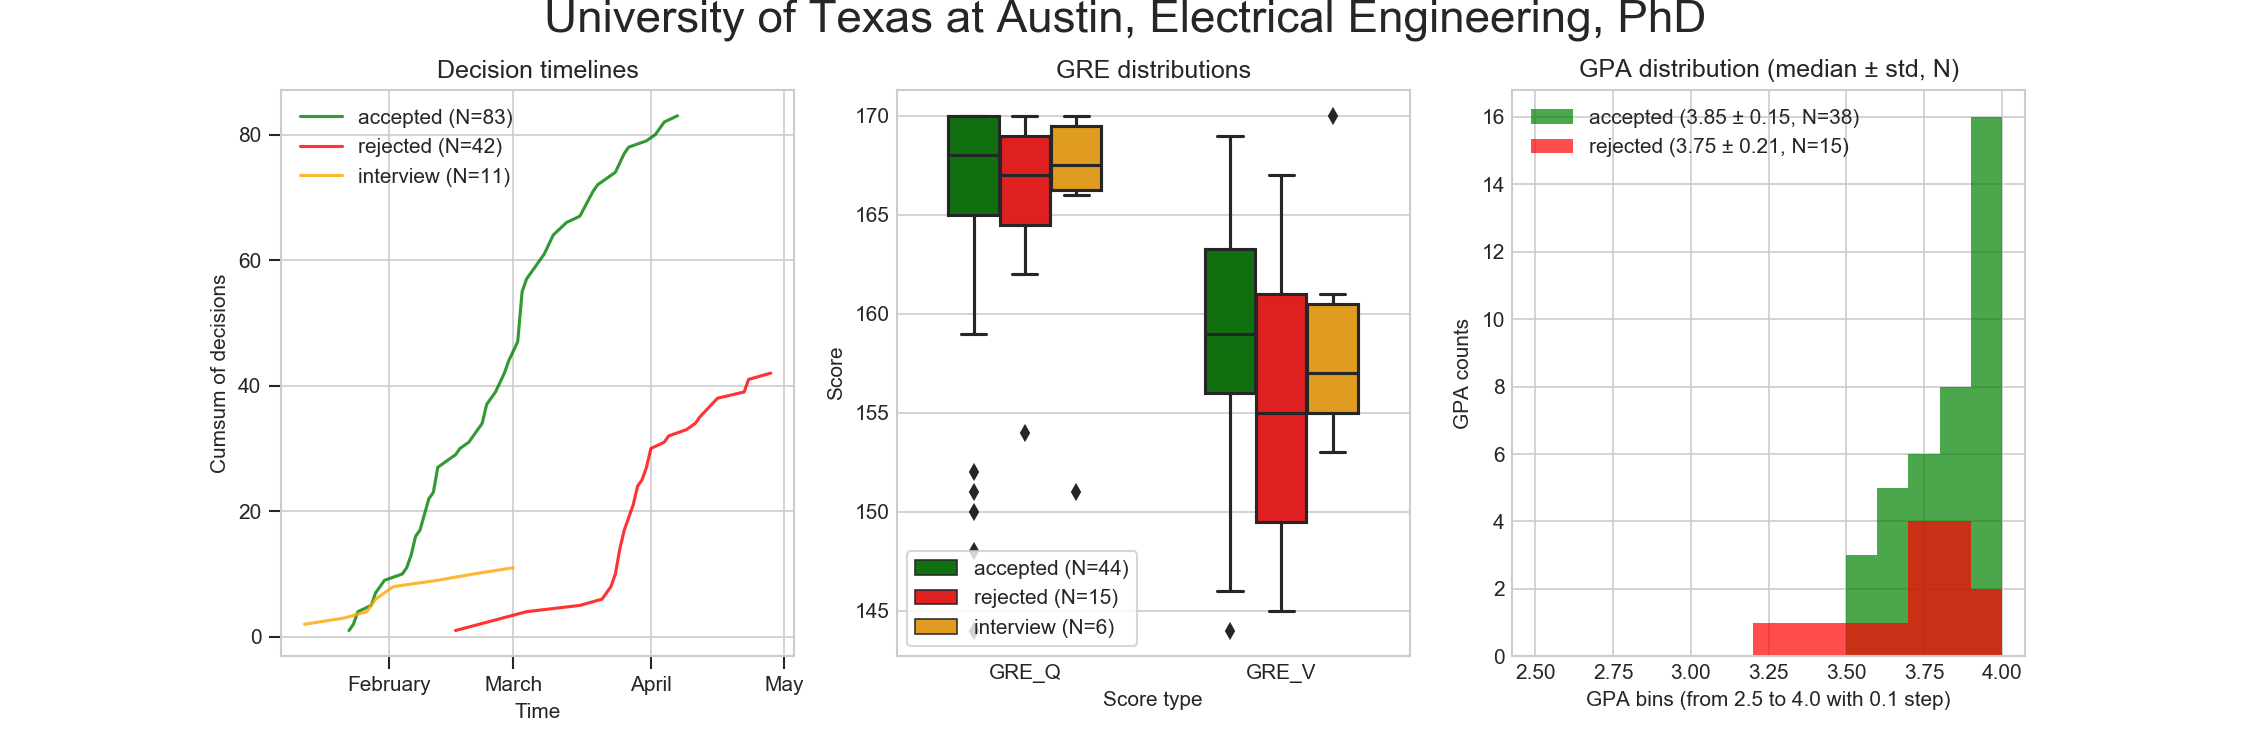 University of Texas at Austin, Electrical Engineering, PhD
Decision timelines
accepted (N=83)
rejected (N=42)
interview (N=11)
80
60
40
20
0
Cumsum of decisions
February
March
April
May
Time
GRE distributions
170
165
160
155
150
145
Score
accepted (N=44)
rejected (N=15)
interview (N=6)
GRE_Q
GRE_V
Score type
GPA distribution (median ± std, N)
accepted (3.85 ± 0.15, N=38)
rejected (3.75 ± 0.21, N=15)
16
14
12
10
8
6
4
2
0
GPA counts
2.50
2.75
3.00
3.25
3.50
3.75
4.00
GPA bins (from 2.5 to 4.0 with 0.1 step)